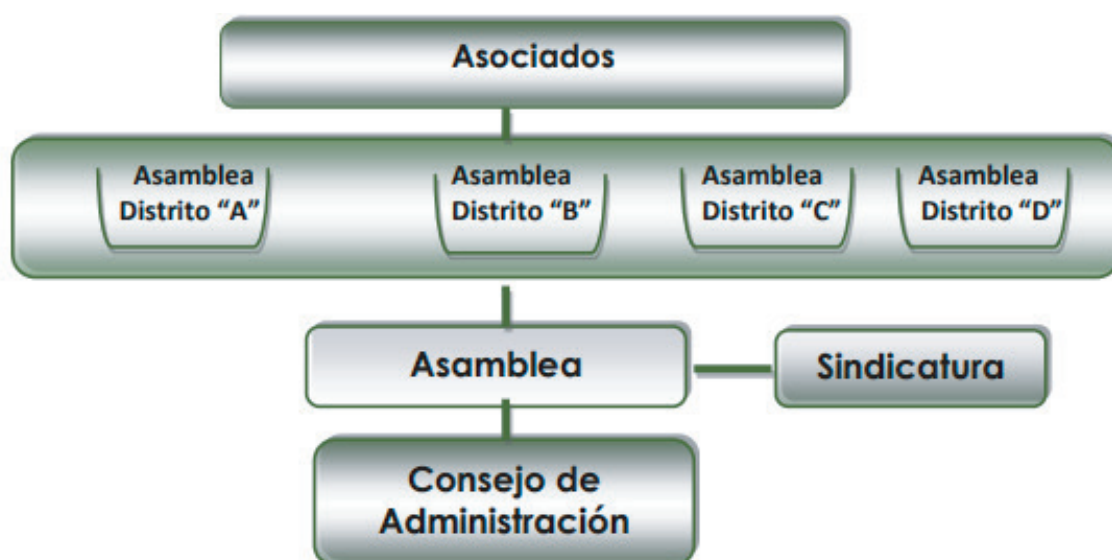 Asociados
Asamblea
Distrito “A”
Asamblea
Distrito “B”
Asamblea
Distrito “C”
Asamblea
Distrito “D”
Asamblea
Sindicatura
Consejo de
Administración